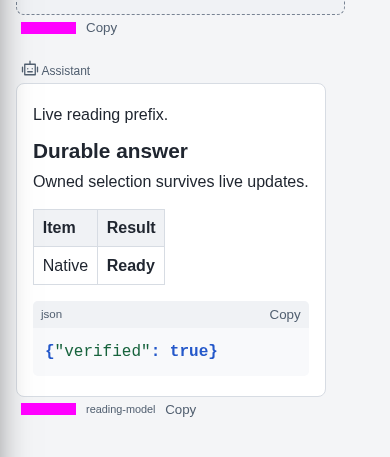 Copy
Assistant
Live reading prefix.
Durable answer
Owned selection survives live updates.
Item Result
Native Ready
json Copy
{"verified": true}
reading-model Copy